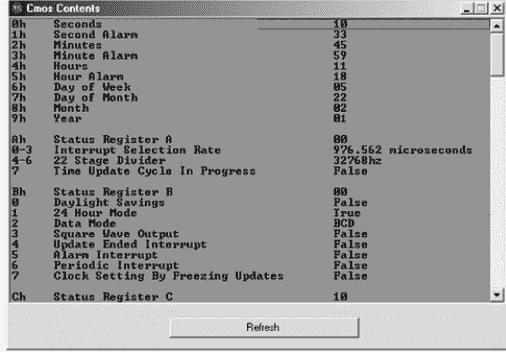 Cmos Contents
0h Seconds 10
1h Second Alarm 33
2h Minutes 45
3h Minute Alarm 59
4h Hours 11
5h Hour Alarm 18
6h Day of Week 05
7h Day of Month 22
8h Month 02
9h Year 01
Ah Status Register A 00
0-3 Interrupt Selection Rate 976.562 microseconds
4-6 22 Stage Divider 32768hz
7 Time Update Cycle In Progress False
Bh Status Register B 00
0 Daylight Savings False
1 24 Hour Mode True
2 Data Mode BCD
3 Square Wave Output False
4 Update Ended Interrupt False
5 Alarm Interrupt False
6 Periodic Interrupt False
7 Clock Setting By Freezing Updates False
Ch Status Register C 10
Refresh